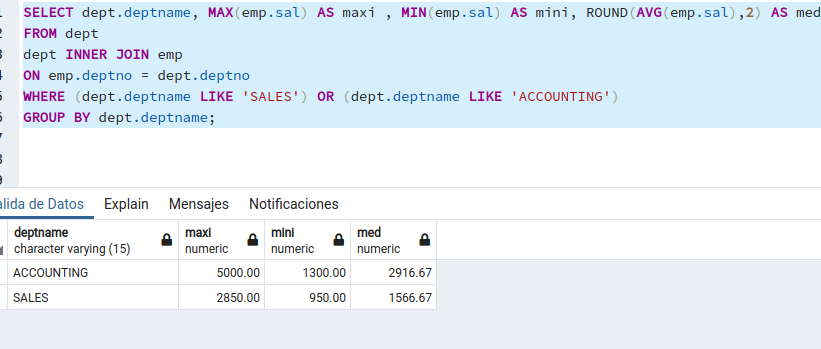 SELECT dept.deptname, MAX(emp.sal) AS maxi , MIN(emp.sal) AS mini, ROUND(AVG(emp.sal),2) AS med
2 FROM dept
3 dept INNER JOIN emp
4 ON emp.deptno = dept.deptno
5 WHERE (dept.deptname LIKE 'SALES') OR (dept.deptname LIKE 'ACCOUNTING')
6 GROUP BY dept.deptname;
7
8
9
alida de Datos Explain Mensajes Notificaciones
deptname maxi mini med
character varying (15) numeric numeric numeric
ACCOUNTING 5000.00 1300.00 2916.67
SALES 2850.00 950.00 1566.67